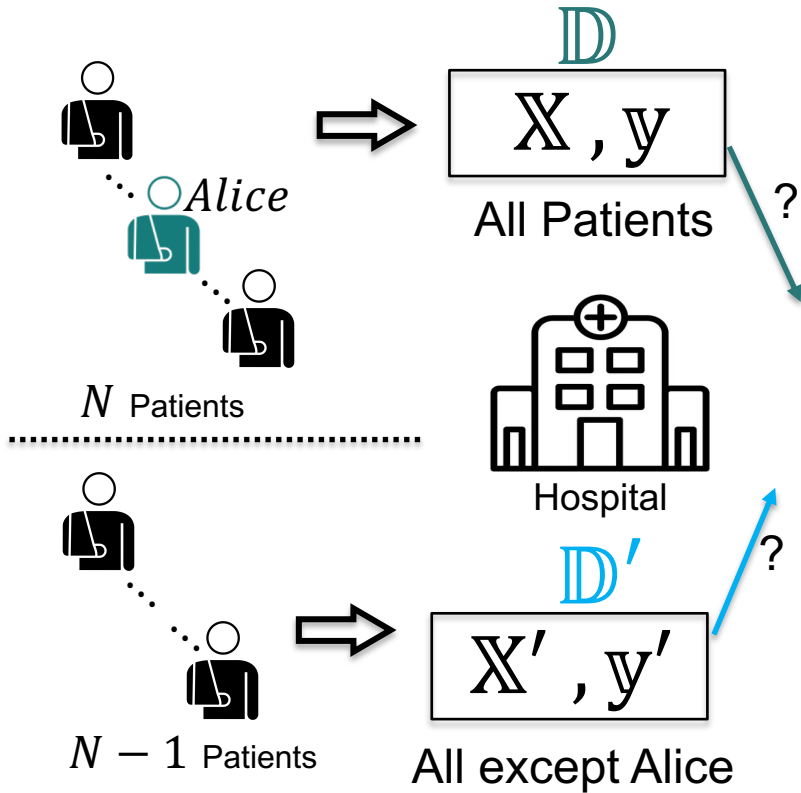 𝔻
𝕏 , 𝕪
?
Alice
All Patients
N Patients
Hospital
𝔻′
?
𝕏′ , 𝕪′
N − 1 Patients
All except Alice